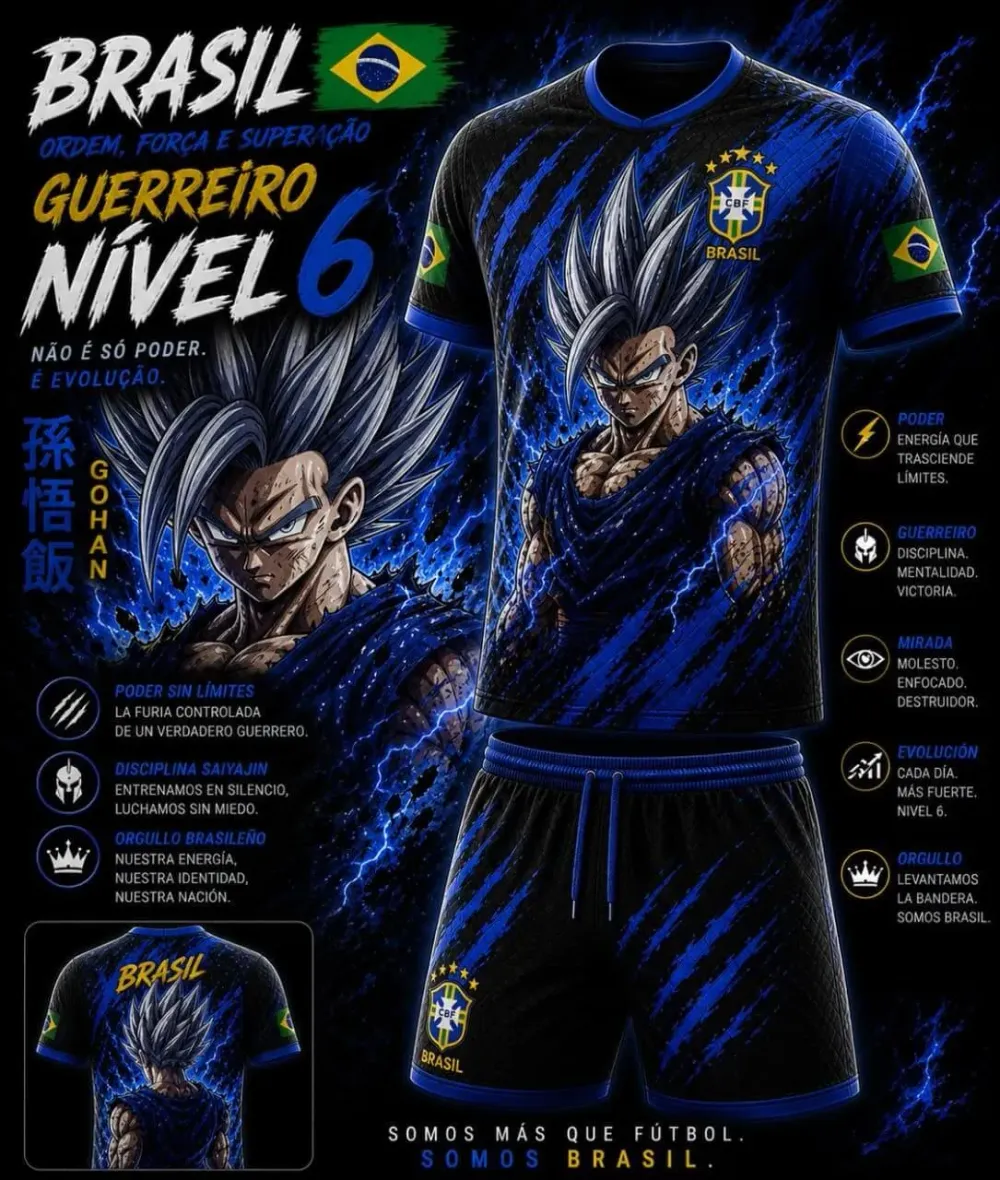 BRASIL
ORDEM, FORÇA E SUPERAÇÃO
GUERREIRO
NÍVEL 6
NÃO É SÓ PODER.
É EVOLUÇÃO.
孫悟飯
GOHAN
PODER SIN LÍMITES
LA FURIA CONTROLADA
DE UN VERDADERO GUERRERO.
DISCIPLINA SAIYAJIN
ENTRENAMOS EN SILENCIO,
LUCHAMOS SIN MIEDO.
ORGULLO BRASILEÑO
NUESTRA ENERGÍA,
NUESTRA IDENTIDAD,
NUESTRA NACIÓN.
BRASIL
CBF
BRASIL
PODER
ENERGÍA QUE
TRASCIENDE
LÍMITES.
GUERREIRO
DISCIPLINA.
MENTALIDAD.
VICTORIA.
MIRADA
MOLESTO.
ENFOCADO.
DESTRUIDOR.
EVOLUCIÓN
CADA DÍA.
MÁS FUERTE.
NIVEL 6.
ORGULLO
LEVANTAMOS
LA BANDERA.
SOMOS BRASIL.
CBF
BRASIL
SOMOS MÁS QUE FÚTBOL.
SOMOS BRASIL.